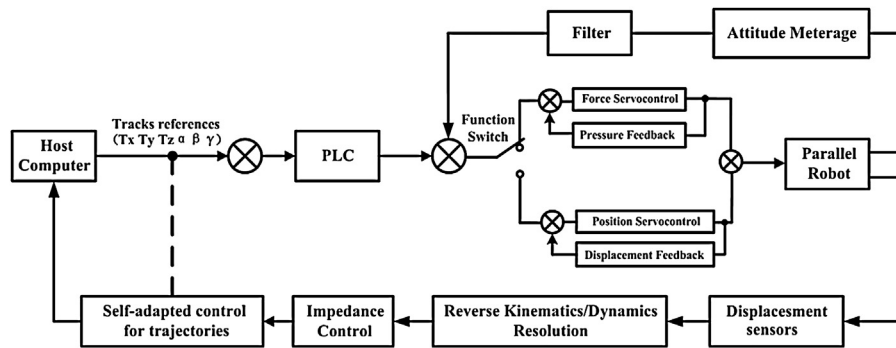 Filter
Attitude Meterage
Tracks references
(Tx Ty Tz α β γ)
Function
Switch
Force Servocontrol
Pressure Feedback
Host
Computer
PLC
Parallel
Robot
Position Servocontrol
Displacement Feedback
Self-adapted control
for trajectories
Impedance
Control
Reverse Kinematics/Dynamics
Resolution
Displacesment
sensors